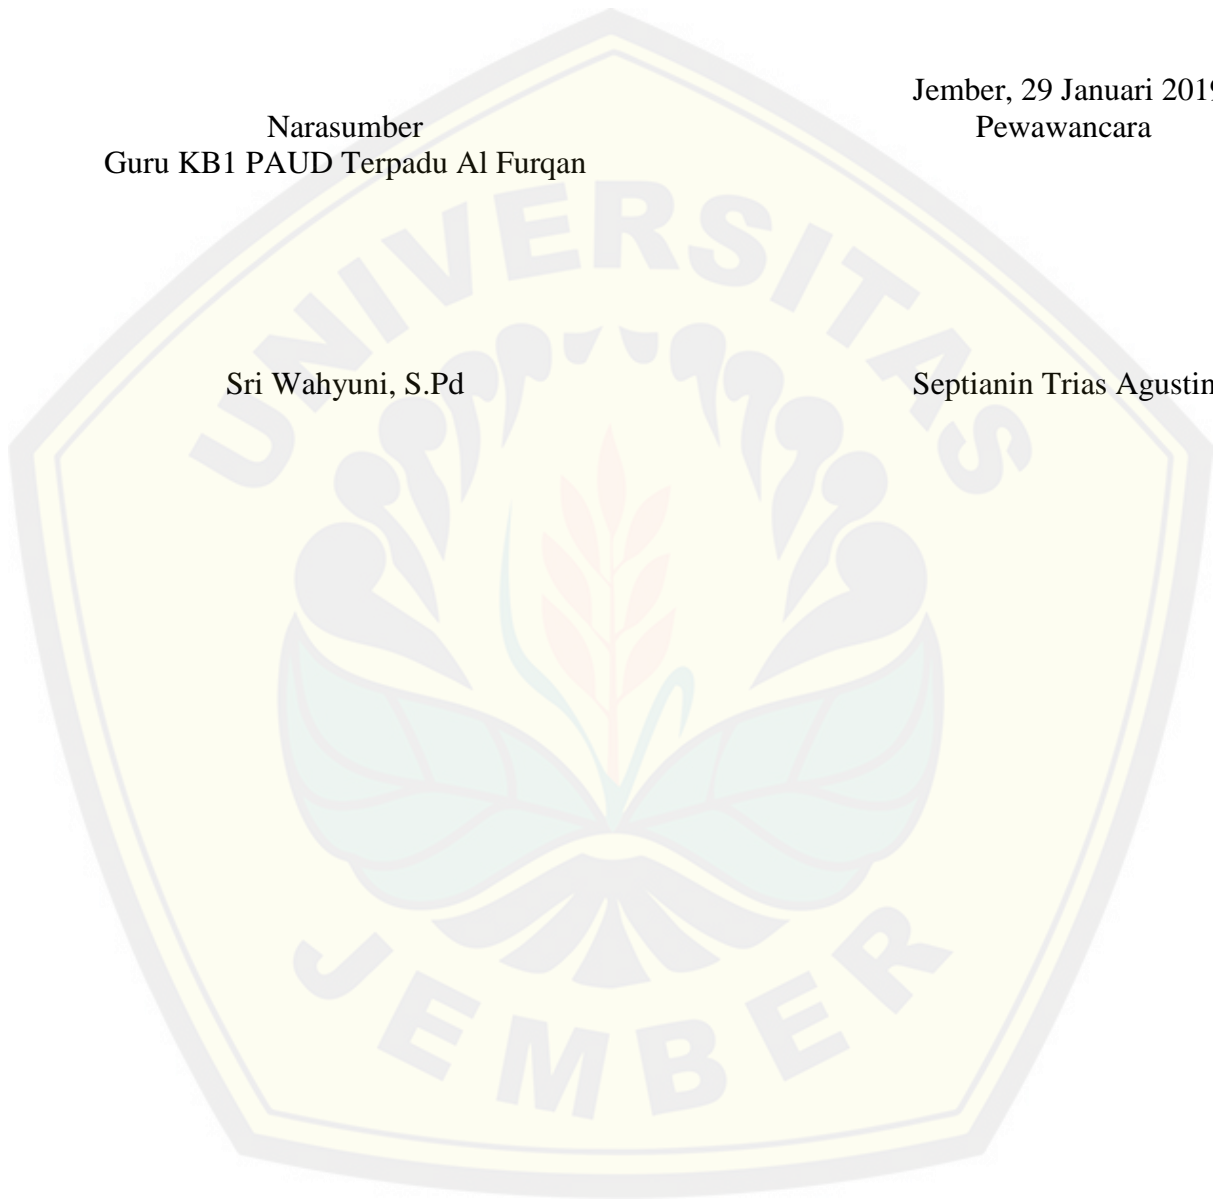 Jember, 29 Januari 2019
Narasumber
Pewawancara
Guru KB1 PAUD Terpadu Al Furqan
Sri Wahyuni, S.Pd
Septianin Trias Agustin
UNIVERSITAS
JEMBER